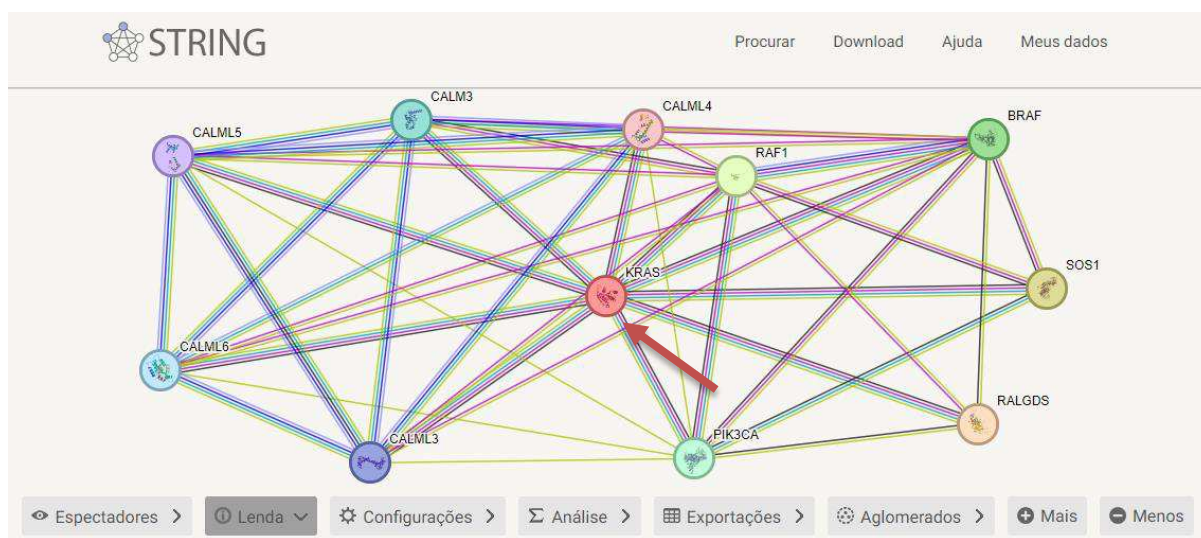 STRING
Procurar Download Ajuda Meus dados
CALM3
CALML4
BRAF
CALML5
RAF1
KRAS
SOS1
CALML6
RALGDS
CALML3
PIK3CA
Espectadores
Lenda
Configurações
Σ Análise
Exportações
Aglomerados
Mais
Menos